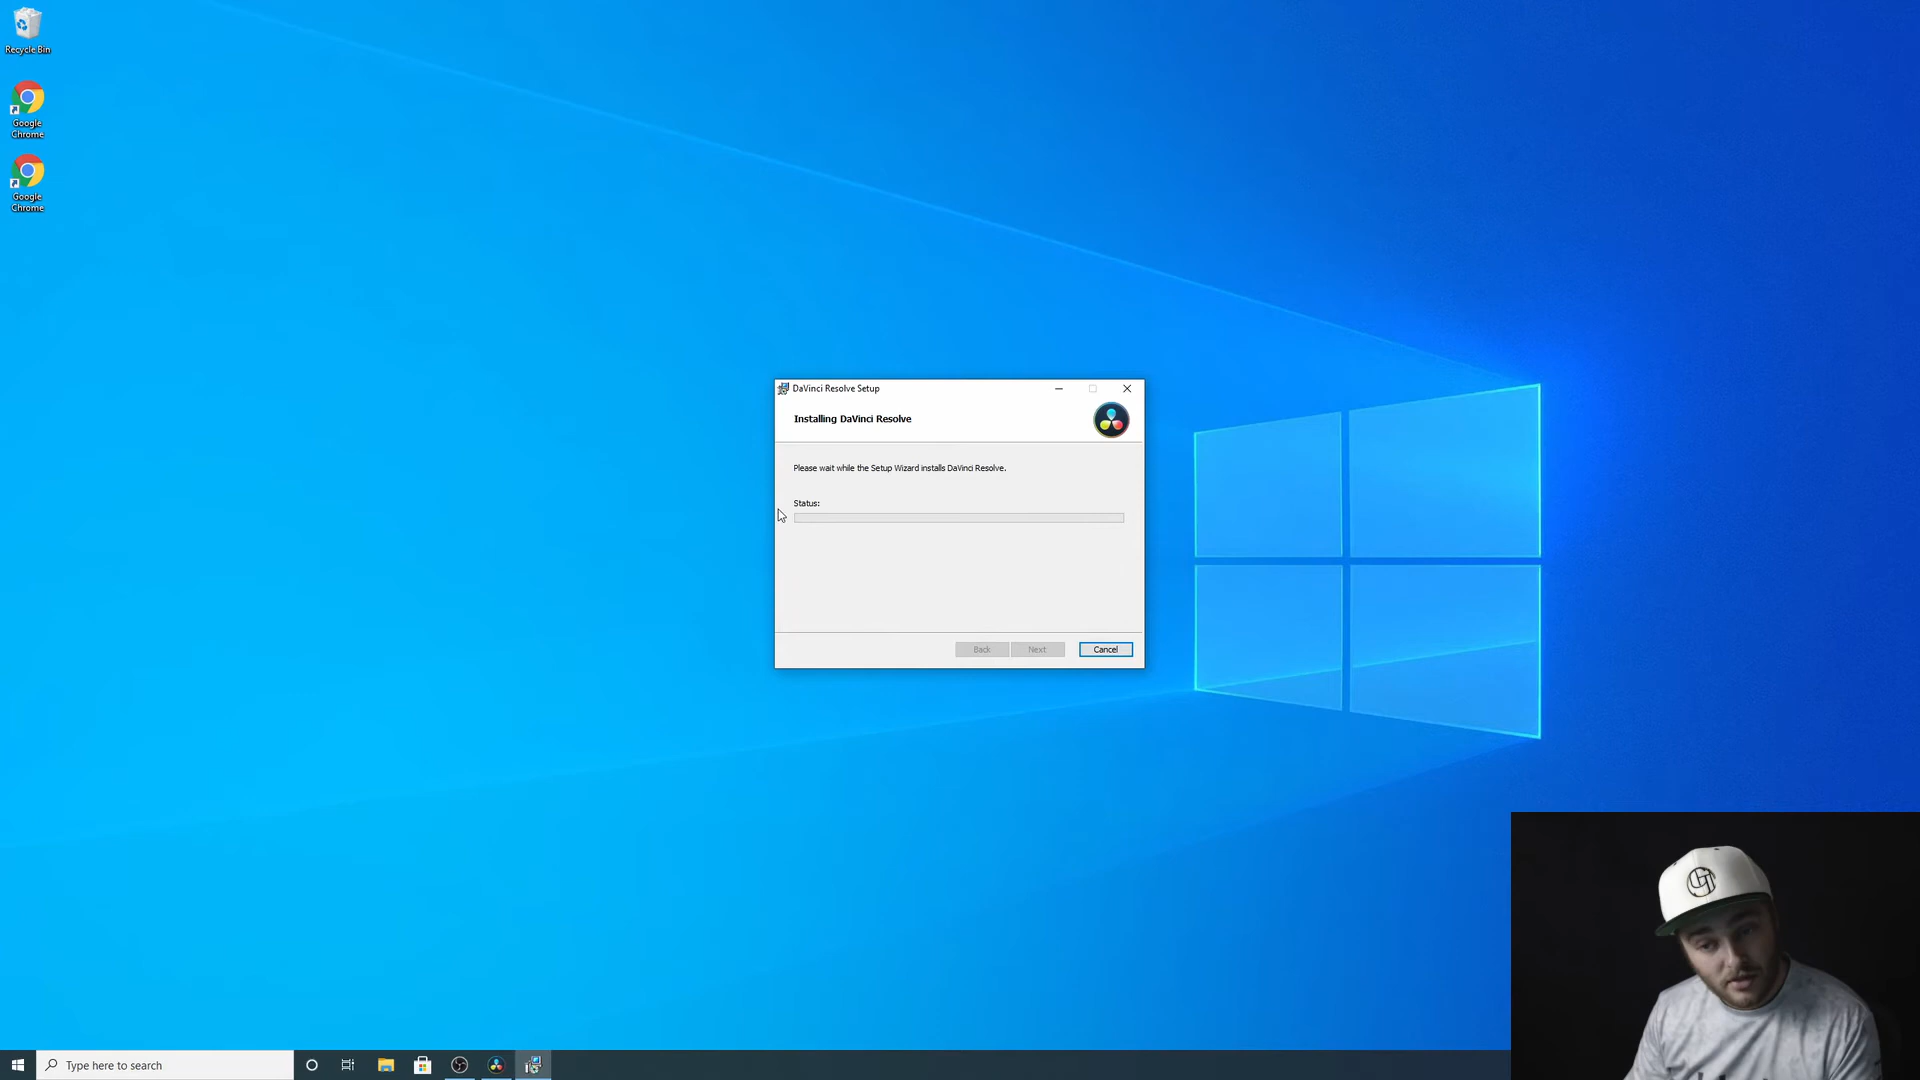 Recycle Bin
Google
Chrome
Google
Chrome
DaVinci Resolve Setup
Installing DaVinci Resolve
Please wait while the Setup Wizard installs DaVinci Resolve.
Status:
Back
Next
Cancel
Type here to search